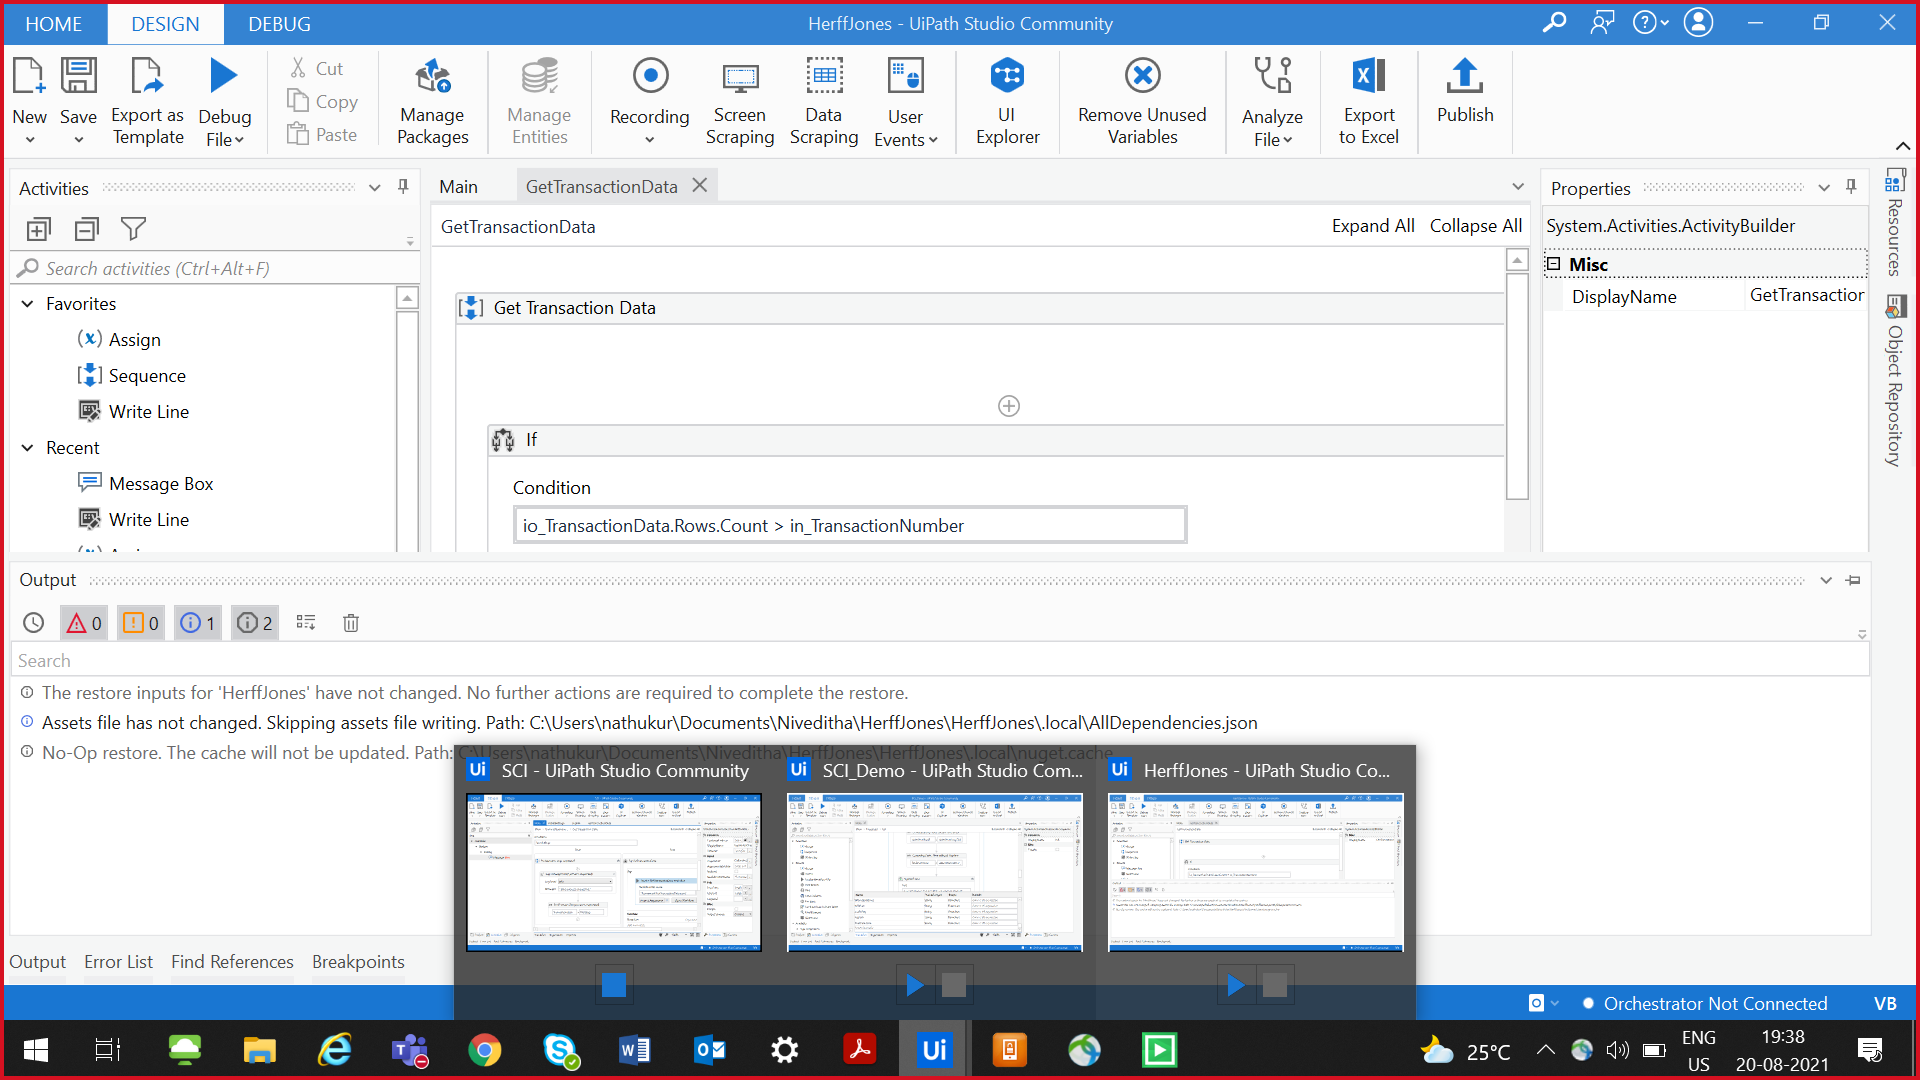 HOME DESIGN DEBUG HerffJones - UiPath Studio Community
New Save Export as Template Debug File Cut Copy Paste Manage Packages Manage Entities Recording Screen Scraping Data Scraping User Events UI Explorer Remove Unused Variables Analyze File Export to Excel Publish
Activities
Search activities (Ctrl+Alt+F)
Favorites
Assign
Sequence
Write Line
Recent
Message Box
Write Line
Main GetTransactionData
GetTransactionData Expand All Collapse All
Get Transaction Data
If
Condition
io_TransactionData.Rows.Count > in_TransactionNumber
Properties
System.Activities.ActivityBuilder
Misc
DisplayName GetTransaction
Resources
Object Repository
Output
0 0 1 2
Search
The restore inputs for 'HerffJones' have not changed. No further actions are required to complete the restore.
Assets file has not changed. Skipping assets file writing. Path: C:\Users\nathukur\Documents\Niveditha\HerffJones\HerffJones\.local\AllDependencies.json
No-Op restore. The cache will not be updated. Path: C:\Users\nathukur\Documents\Niveditha\HerffJones\HerffJones\.local\nuget.cache
Ui SCI - UiPath Studio Community
Ui SCI_Demo - UiPath Studio Com...
Ui HerffJones - UiPath Studio Co...
Output Error List Find References Breakpoints
Orchestrator Not Connected VB
Ui
25°C
ENG
US
19:38
20-08-2021